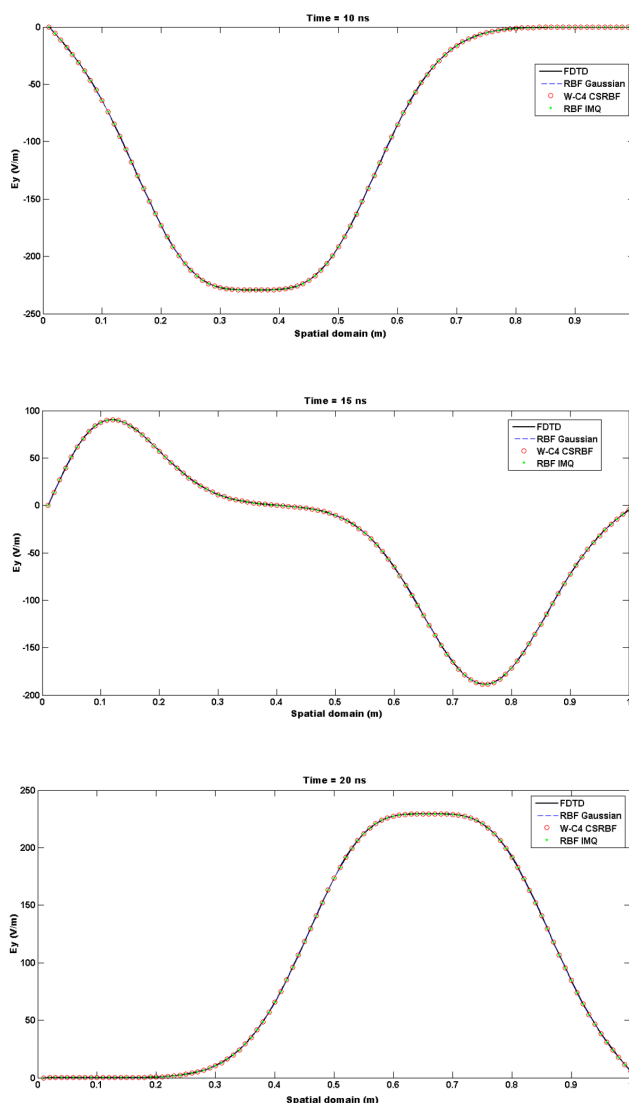 Time = 10 ns
0
-50
-100
-150
-200
-250
Ey (V/m)
FDTD
RBF Gaussian
W-C4 CSRBF
RBF IMQ
0 0.1 0.2 0.3 0.4 0.5 0.6 0.7 0.8 0.9
Spatial domain (m)
Time = 15 ns
100
50
0
-50
-100
-150
-200
Ey (V/m)
FDTD
RBF Gaussian
W-C4 CSRBF
RBF IMQ
0 0.1 0.2 0.3 0.4 0.5 0.6 0.7 0.8 0.9 1
Spatial domain (m)
Time = 20 ns
250
200
150
100
50
0
Ey (V/m)
FDTD
RBF Gaussian
W-C4 CSRBF
RBF IMQ
0 0.1 0.2 0.3 0.4 0.5 0.6 0.7 0.8 0.9
Spatial domain (m)